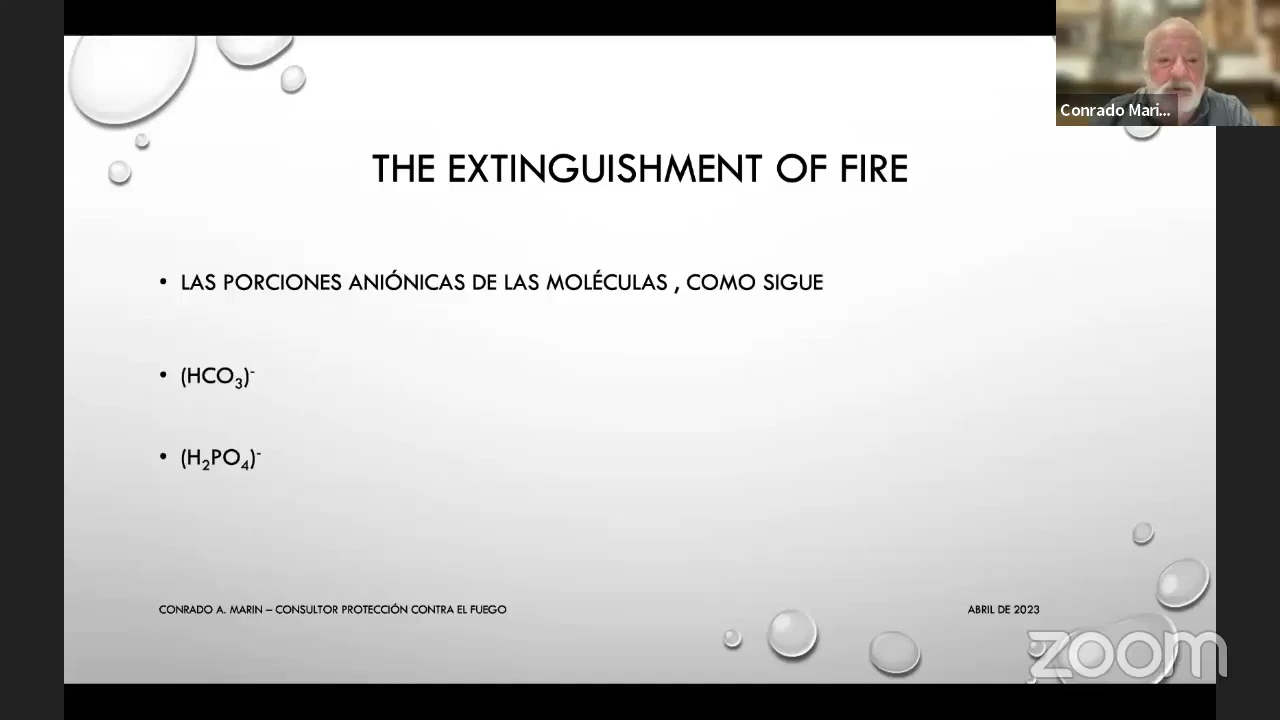 Conrado Mari...
THE EXTINGUISHMENT OF FIRE
• LAS PORCIONES ANIÓNICAS DE LAS MOLÉCULAS , COMO SIGUE
• (HCO₃)⁻
• (H₂PO₄)⁻
CONRADO A. MARIN – CONSULTOR PROTECCIÓN CONTRA EL FUEGO
ABRIL DE 2023
zoom